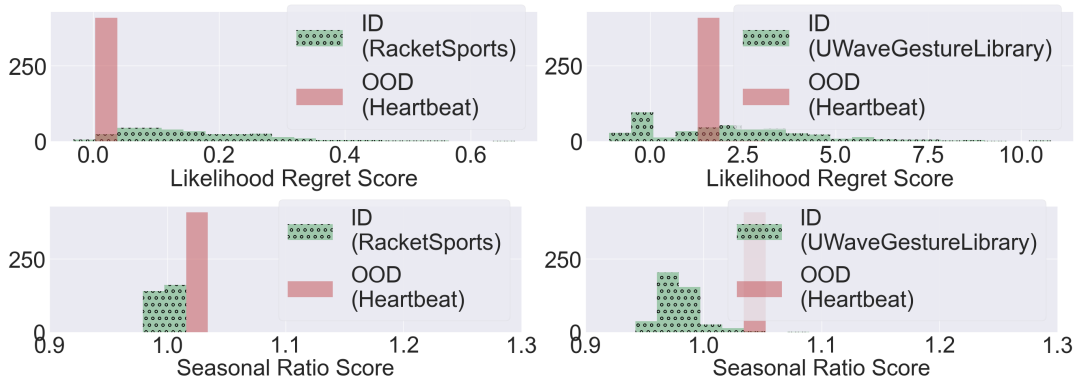 ID
(RacketSports)
OOD
(Heartbeat)
250
0
0.0 0.2 0.4 0.6
Likelihood Regret Score
ID
(UWaveGestureLibrary)
OOD
(Heartbeat)
250
0
0.0 2.5 5.0 7.5 10.0
Likelihood Regret Score
ID
(RacketSports)
OOD
(Heartbeat)
250
0
0.9 1.0 1.1 1.2 1.3
Seasonal Ratio Score
ID
(UWaveGestureLibrary)
OOD
(Heartbeat)
250
0
0.9 1.0 1.1 1.2 1.3
Seasonal Ratio Score